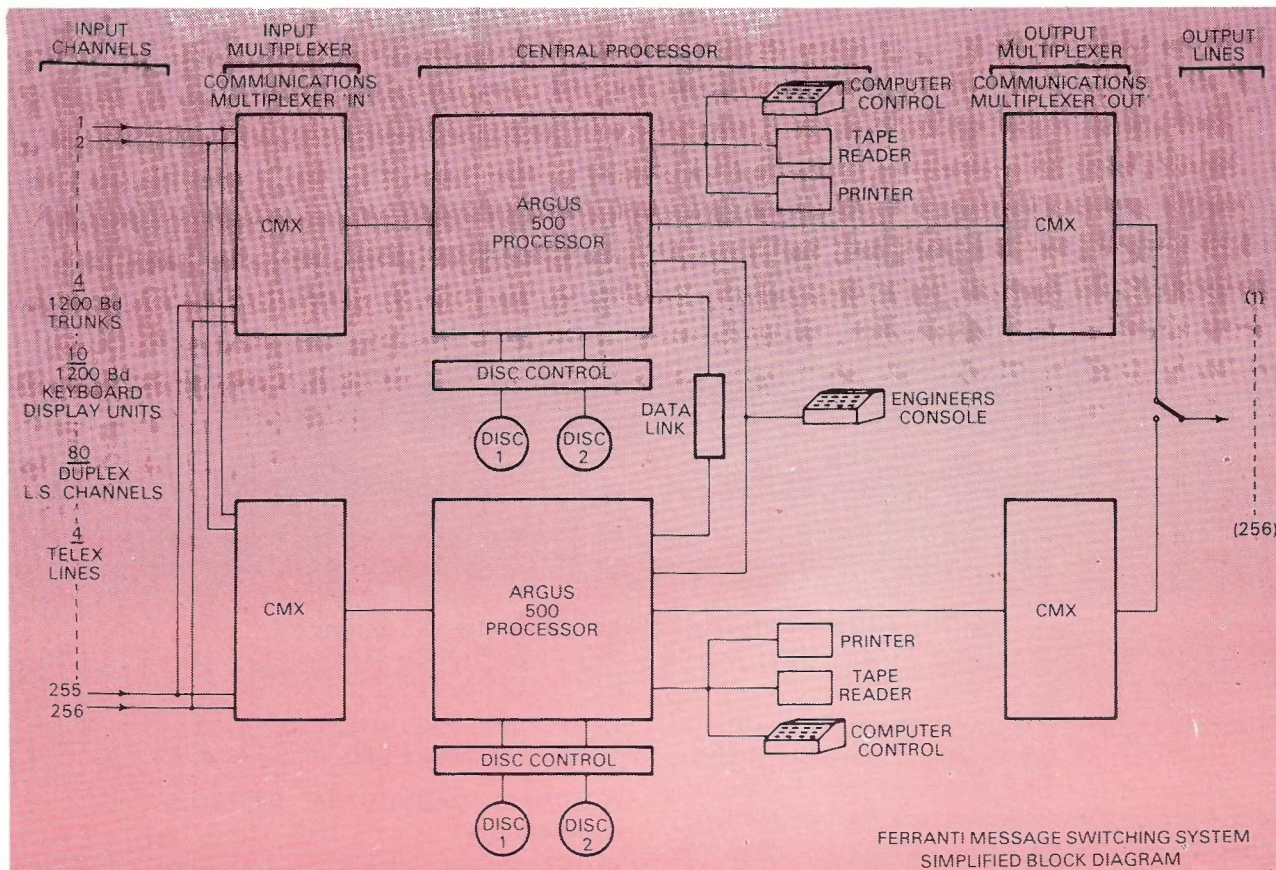 INPUT
CHANNELS
INPUT
MULTIPLEXER
COMMUNICATIONS
MULTIPLEXER 'IN'
CENTRAL PROCESSOR
OUTPUT
MULTIPLEXER
COMMUNICATIONS
MULTIPLEXER 'OUT'
OUTPUT
LINES
1
2
4
1200 Bd
TRUNKS
10
1200 Bd
KEYBOARD
DISPLAY UNITS
80
DUPLEX
L.S. CHANNELS
4
TELEX
LINES
255
256
CMX
ARGUS
500
PROCESSOR
COMPUTER
CONTROL
TAPE
READER
PRINTER
CMX
DISC CONTROL
DISC
1
DISC
2
DATA
LINK
ENGINEERS
CONSOLE
(1)
(256)
CMX
ARGUS
500
PROCESSOR
PRINTER
TAPE
READER
COMPUTER
CONTROL
CMX
DISC CONTROL
DISC
1
DISC
2
FERRANTI MESSAGE SWITCHING SYSTEM
SIMPLIFIED BLOCK DIAGRAM